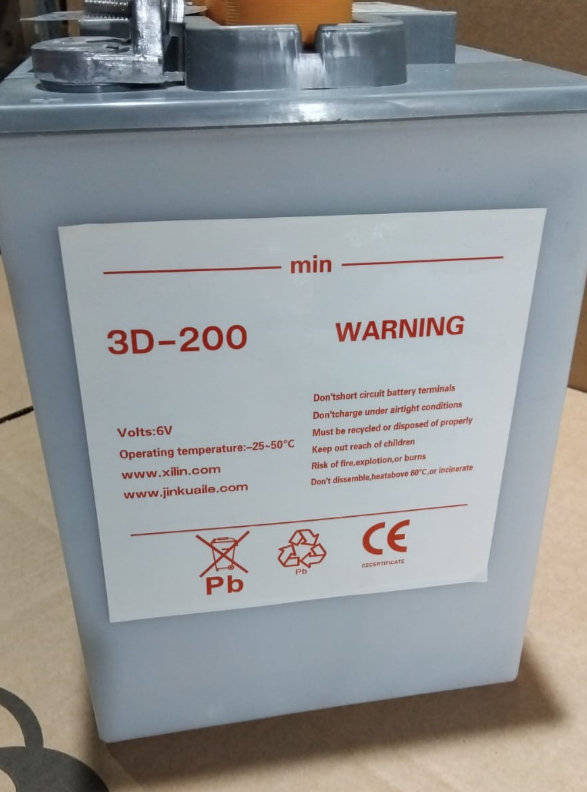 min
3D-200
WARNING
Volts:6V
Operating temperature:-25~50°C
www.xilin.com
www.jinkuaile.com
Don'tshort circuit battery terminals
Don'tcharge under airtight conditions
Must be recycled or disposed of properly
Keep out reach of children
Risk of fire,explotion,or burns
Don't dissemble,heatabove 60°C,or incinerate
Pb
Pb
CE
CECERTIFICATE